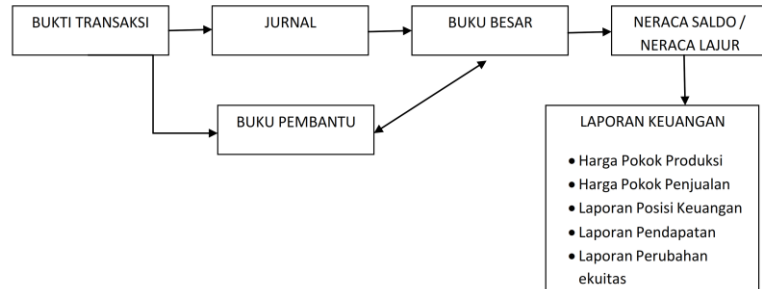 BUKTI TRANSAKSI
JURNAL
BUKU BESAR
NERACA SALDO /
NERACA LAJUR
BUKU PEMBANTU
LAPORAN KEUANGAN
• Harga Pokok Produksi
• Harga Pokok Penjualan
• Laporan Posisi Keuangan
• Laporan Pendapatan
• Laporan Perubahan
ekuitas